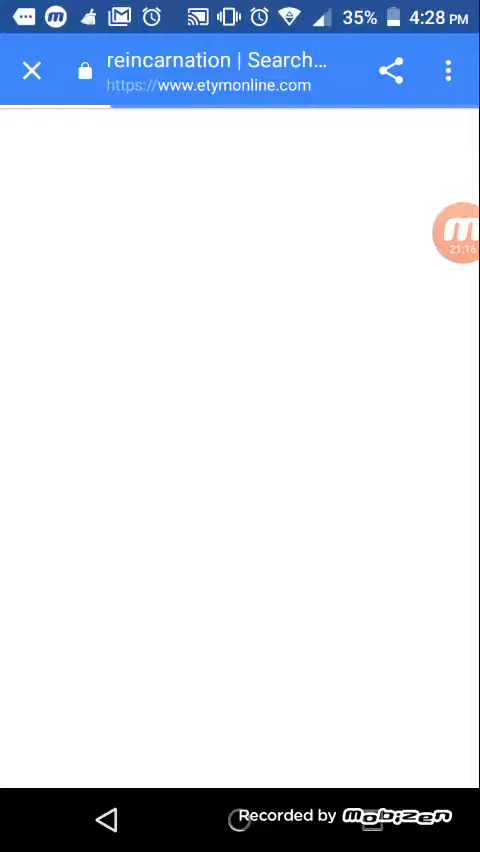 35% 4:28 PM
reincarnation | Search...
https://www.etymonline.com
21:16
Recorded by mobizen